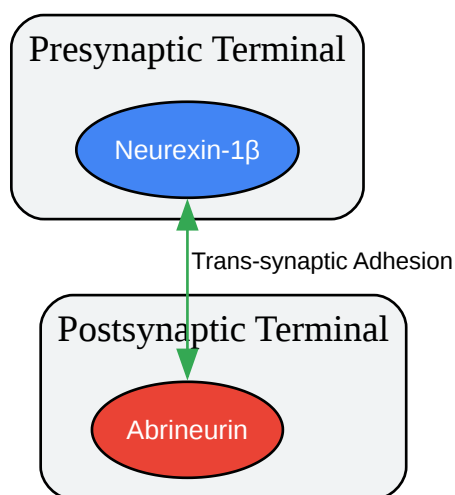 Presynaptic Terminal
Neurexin-1β
Trans-synaptic Adhesion
Postsynaptic Terminal
Abrineurin